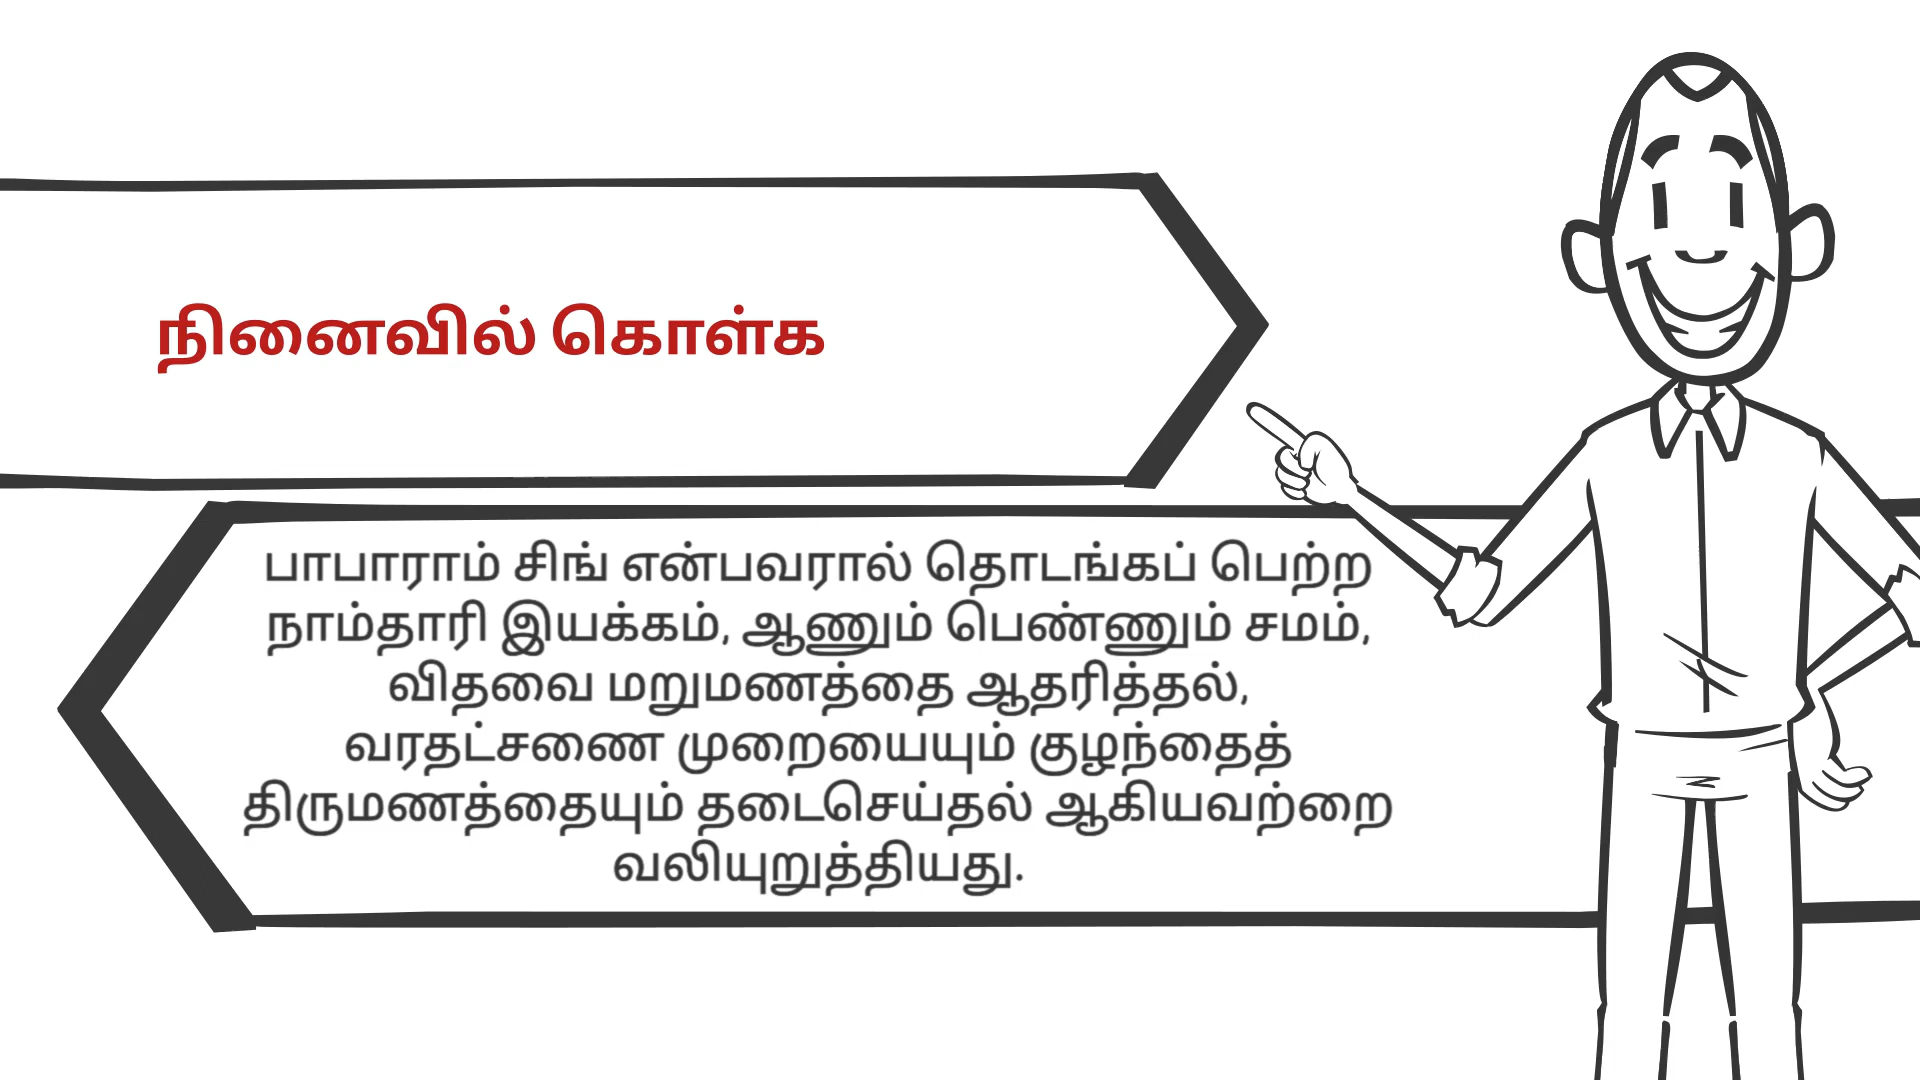 நினைவில் கொள்க
பாபாராம் சிங் என்பவரால் தொடங்கப் பெற்ற
நாம்தாரி இயக்கம், ஆணும் பெண்ணும் சமம்,
விதவை மறுமணத்தை ஆதரித்தல்,
வரதட்சணை முறையையும் குழந்தைத்
திருமணத்தையும் தடைசெய்தல் ஆகியவற்றை
வலியுறுத்தியது.